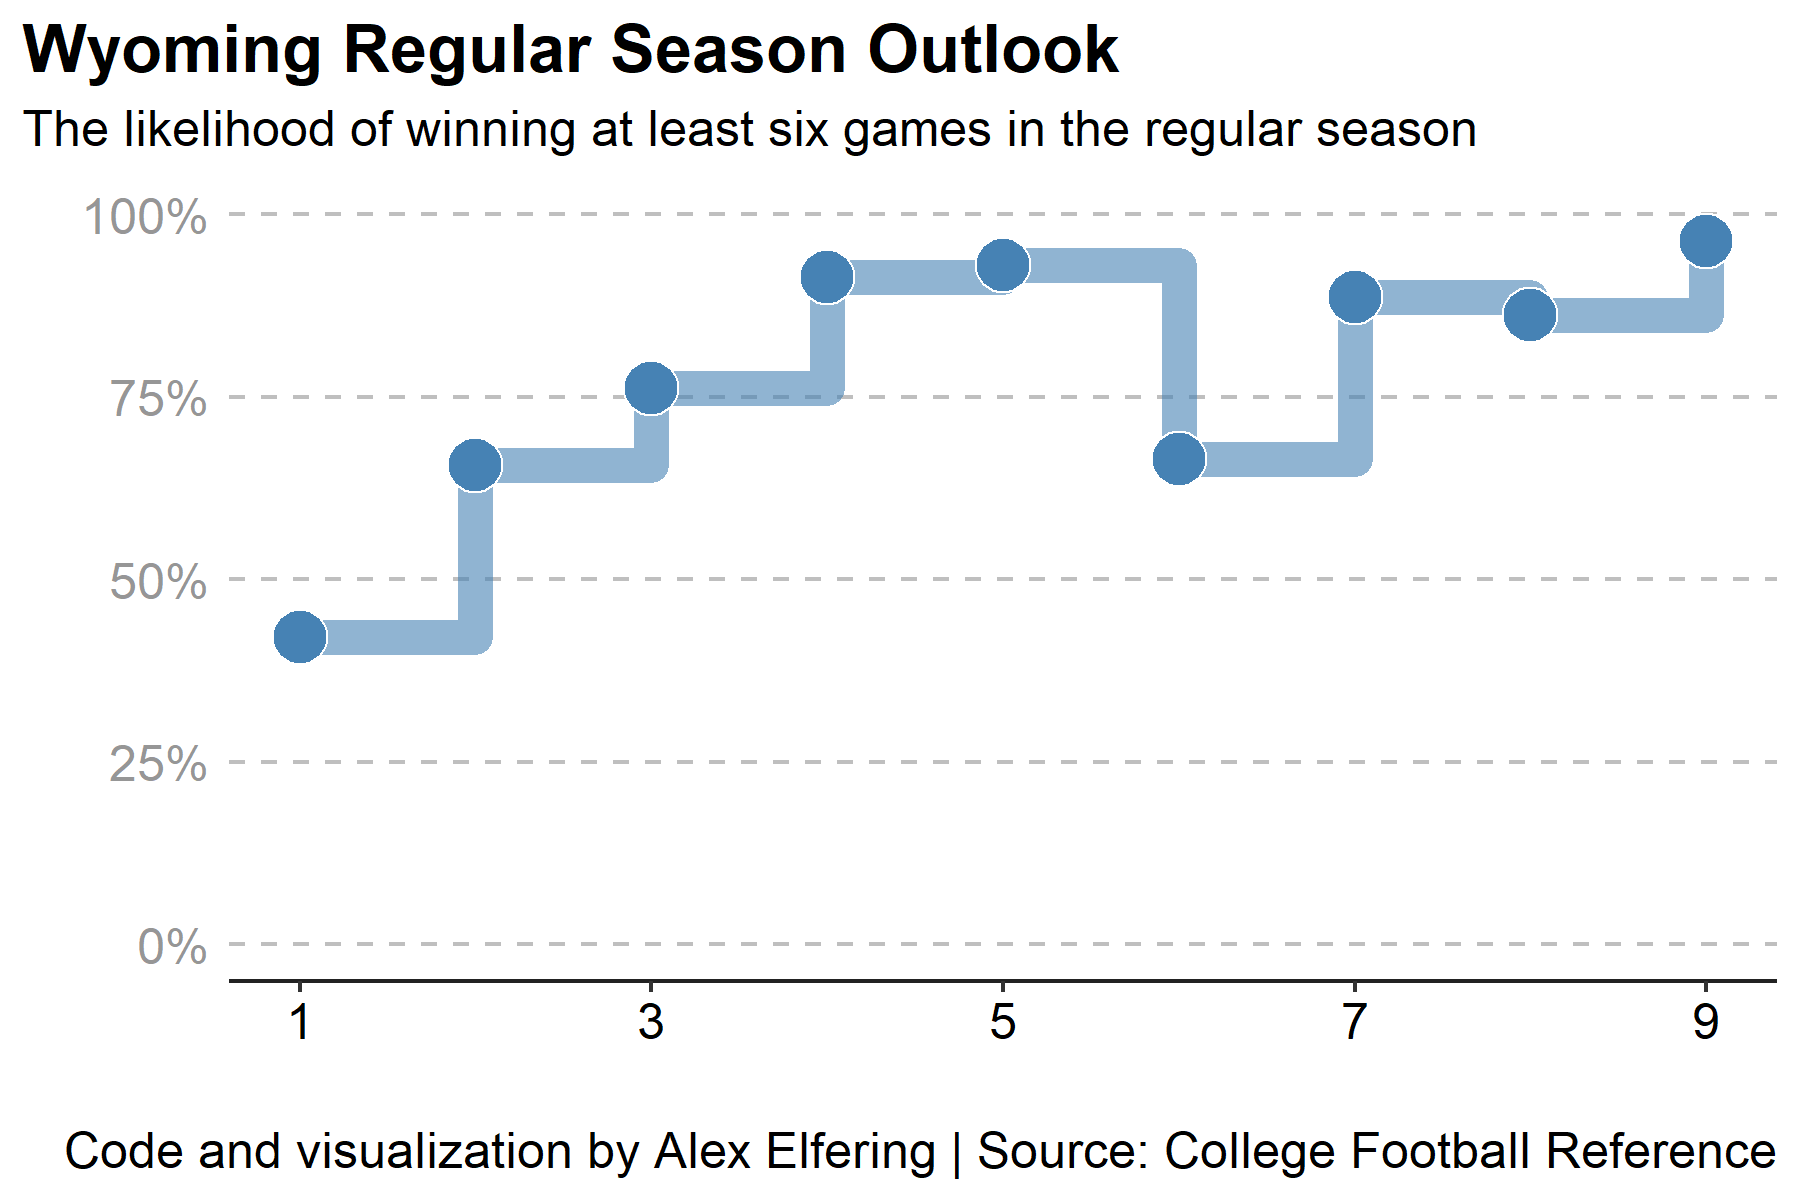 Wyoming Regular Season Outlook
The likelihood of winning at least six games in the regular season
100%
75%
50%
25%
0%
1 3 5 7 9
Code and visualization by Alex Elfering | Source: College Football Reference